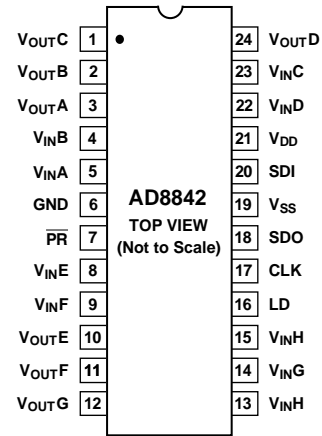 VOUTC 1 24 VOUTD
VOUTB 2 23 VINC
VOUTA 3 22 VIND
VINB 4 21 VDD
VINA 5 20 SDI
GND 6 AD8842 19 VSS
PR 7 TOP VIEW 18 SDO
(Not to Scale)
VINE 8 17 CLK
VINF 9 16 LD
VOUTE 10 15 VINH
VOUTF 11 14 VING
VOUTG 12 13 VINH